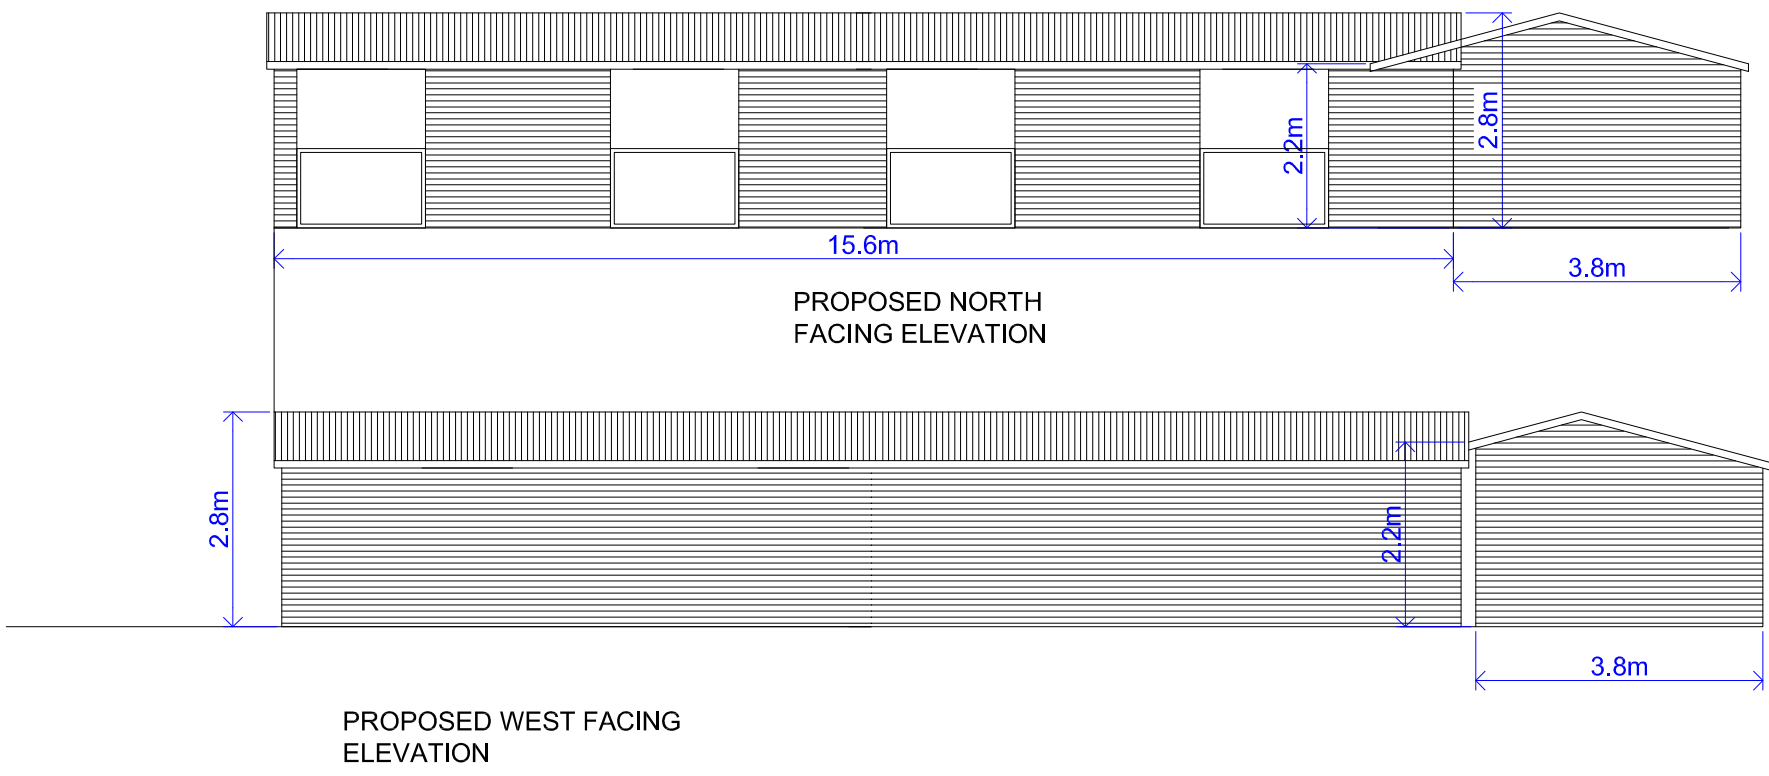 2.8m
2.2m
15.6m
3.8m
PROPOSED NORTH
FACING ELEVATION
2.8m
2.2m
3.8m
PROPOSED WEST FACING
ELEVATION